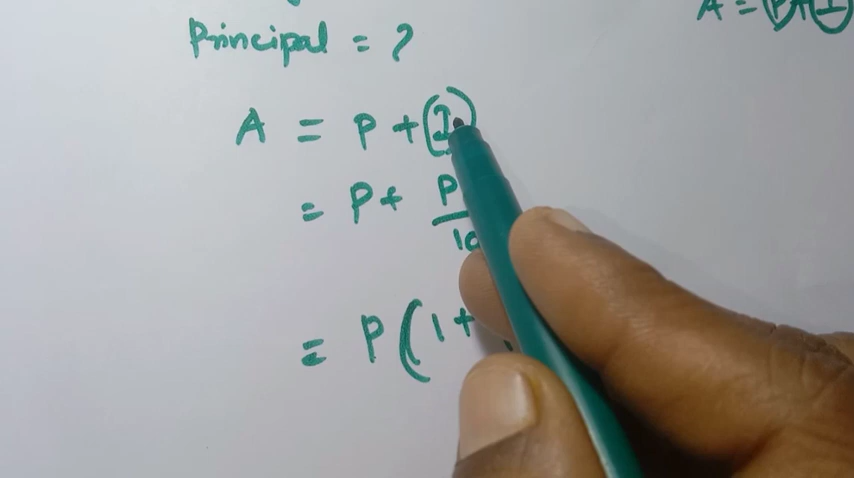 Principal = ?
A = P + I
A = P + (I)
= P + P
10
= P ( 1 +